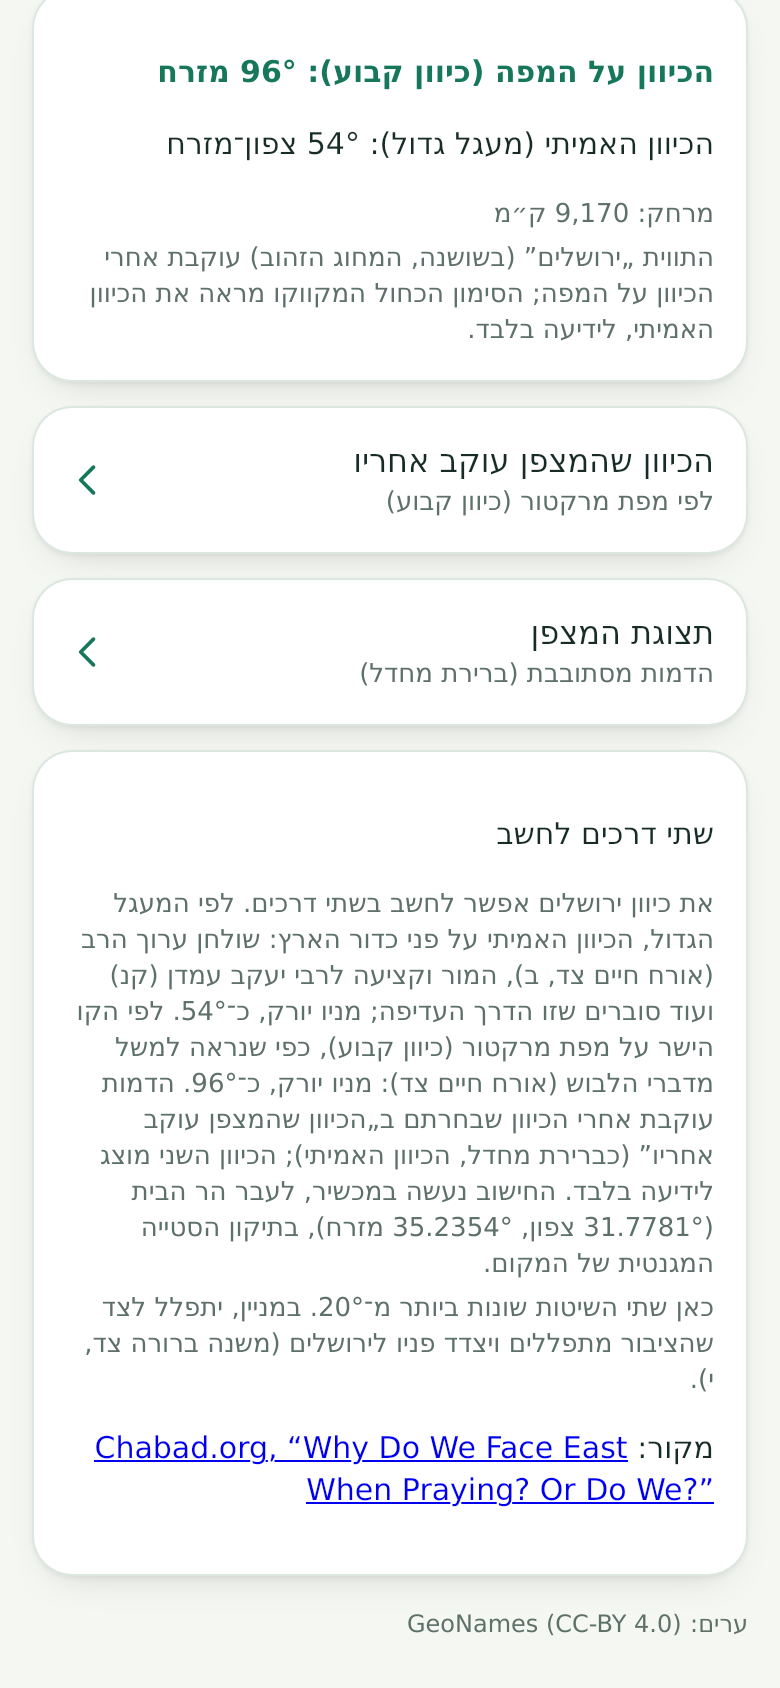 הכיוון על המפה (כיוון קבוע): 96° מזרח
הכיוון האמיתי (מעגל גדול): 54° צפון־מזרח
מרחק: 9,170 ק״מ
התווית „ירושלים” (בשושנה, המחוג הזהוב) עוקבת אחרי
הכיוון על המפה; הסימון הכחול המקווקו מראה את הכיוון
האמיתי, לידיעה בלבד.
הכיוון שהמצפן עוקב אחריו
לפי מפת מרקטור (כיוון קבוע)
תצוגת המצפן
הדמות מסתובבת (ברירת מחדל)
שתי דרכים לחשב
את כיוון ירושלים אפשר לחשב בשתי דרכים. לפי המעגל
הגדול, הכיוון האמיתי על פני כדור הארץ: שולחן ערוך הרב
(אורח חיים צד, ב), המור וקציעה לרבי יעקב עמדן (קנ)
ועוד סוברים שזו הדרך העדיפה; מניו יורק, כ־54°. לפי הקו
הישר על מפת מרקטור (כיוון קבוע), כפי שנראה למשל
מדברי הלבוש (אורח חיים צד): מניו יורק, כ־96°. הדמות
עוקבת אחרי הכיוון שבחרתם ב„הכיוון שהמצפן עוקב
אחריו” (כברירת מחדל, הכיוון האמיתי); הכיוון השני מוצג
לידיעה בלבד. החישוב נעשה במכשיר, לעבר הר הבית
(31.7781° צפון, 35.2354° מזרח), בתיקון הסטייה
המגנטית של המקום.
כאן שתי השיטות שונות ביותר מ־20°. במניין, יתפלל לצד
שהציבור מתפללים ויצדד פניו לירושלים (משנה ברורה צד,
י).
מקור: Chabad.org, “Why Do We Face East
When Praying? Or Do We?”
ערים: GeoNames (CC-BY 4.0)